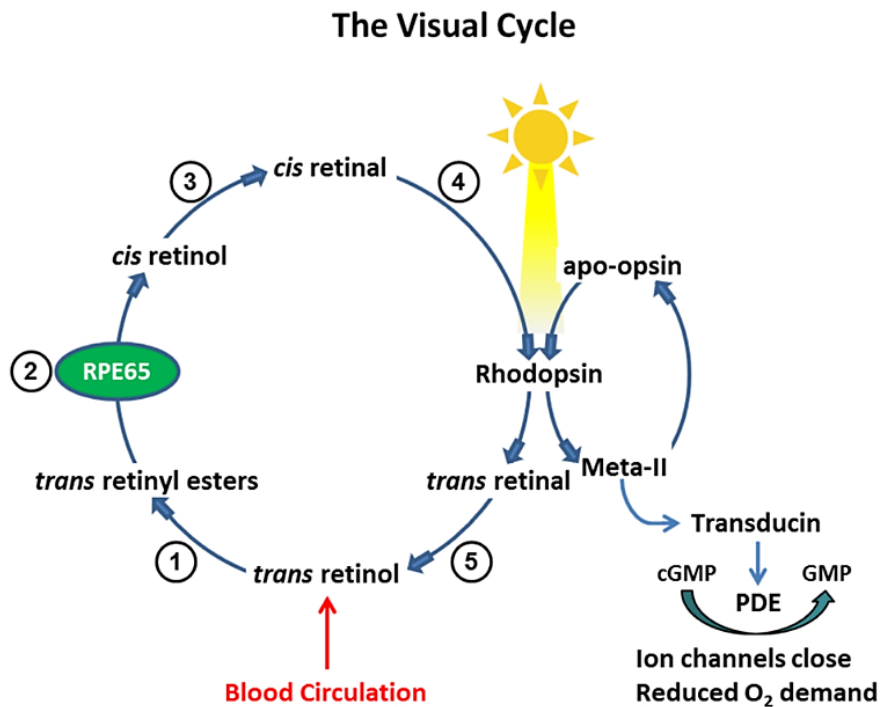 The Visual Cycle
3
cis retinal
4
cis retinol
apo-opsin
2
RPE65
Rhodopsin
trans retinyl esters
trans retinal
Meta-II
1
trans retinol
5
Transducin
cGMP
PDE
GMP
Blood Circulation
Ion channels close
Reduced O₂ demand